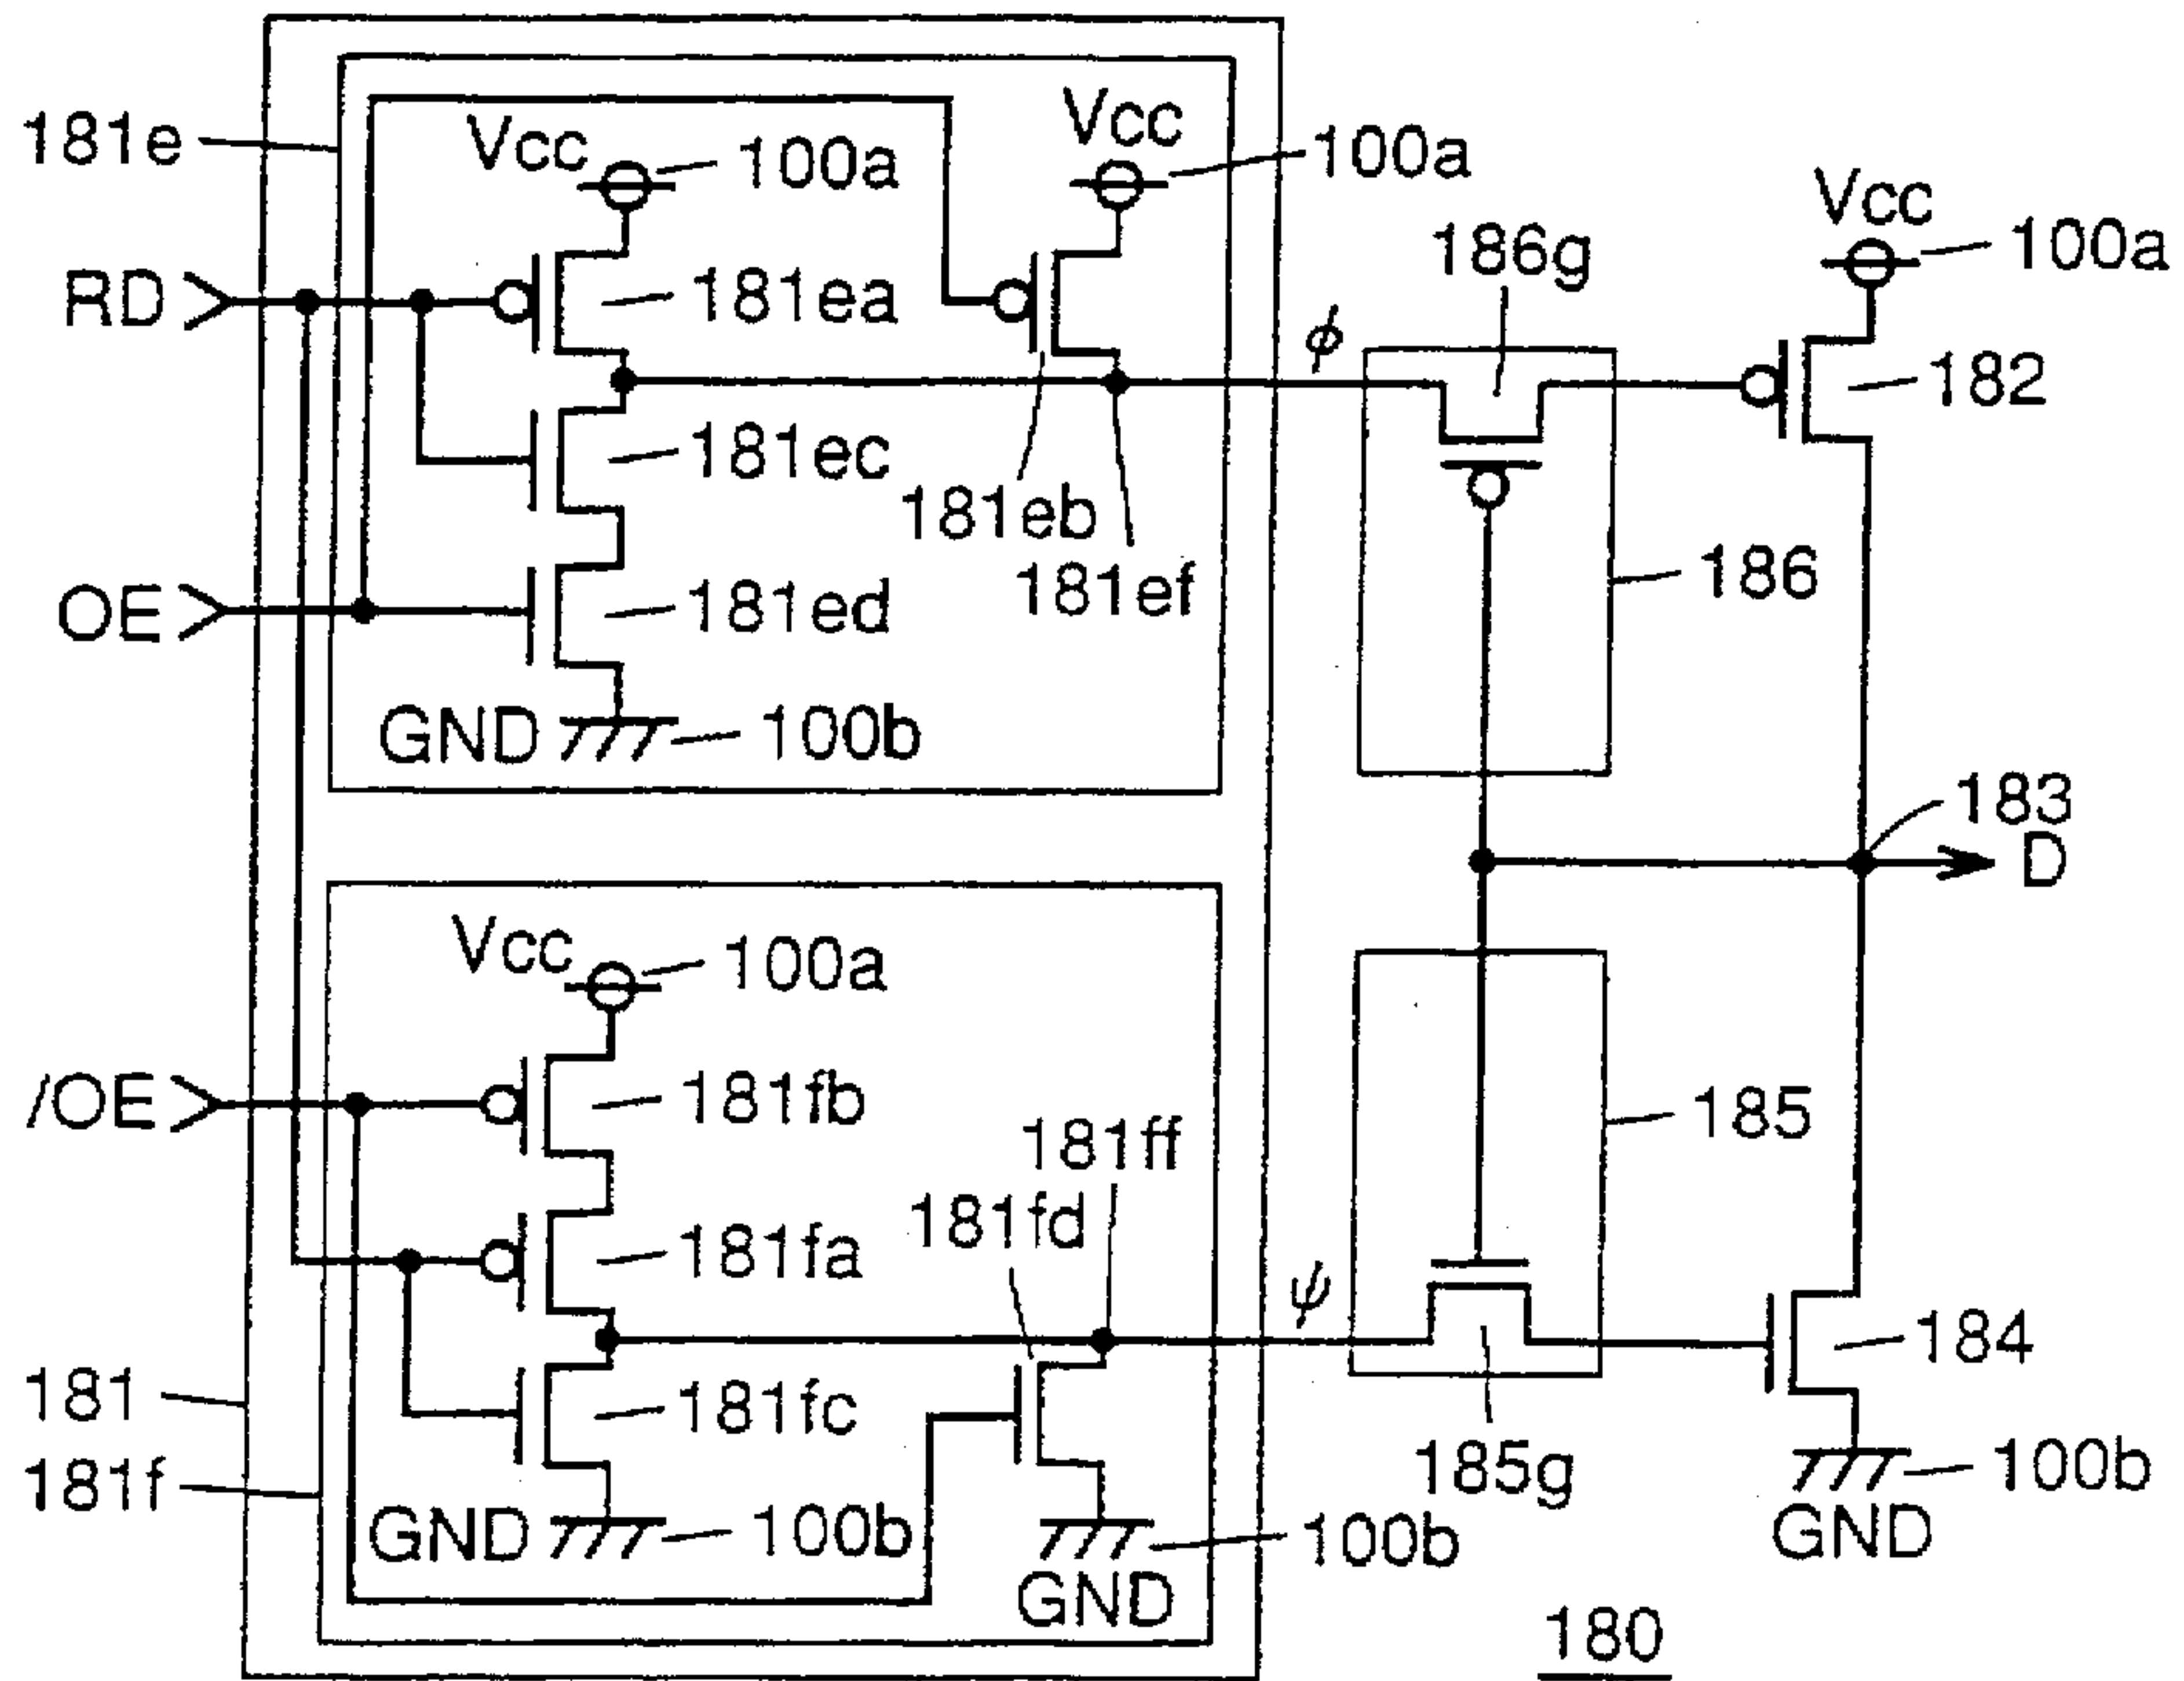 181e
Vcc
100a
Vcc
100a
Vcc
100a
186g
RD
181ea
ϕ
182
181ec
181eb
181ef
186
OE
181ed
GND
100b
183
D
Vcc
100a
/OE
181fb
185
181ff
181fd
181fa
ψ
184
181
181fc
181f
185g
100b
GND
100b
100b
GND
GND
180